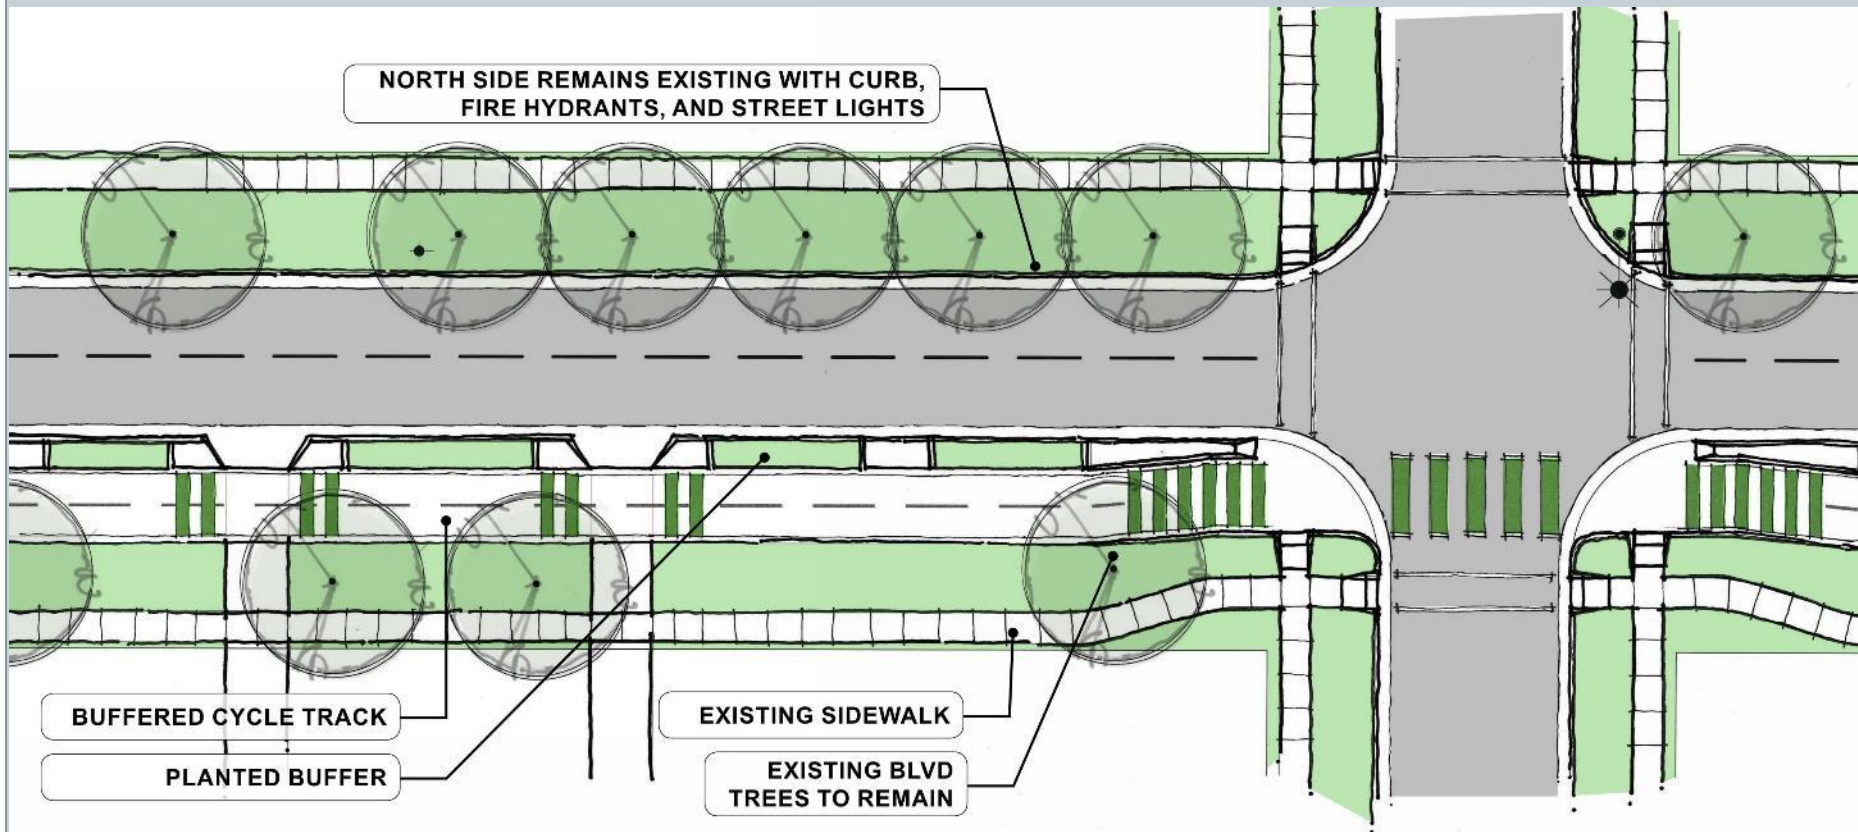 NORTH SIDE REMAINS EXISTING WITH CURB,
FIRE HYDRANTS, AND STREET LIGHTS
BUFFERED CYCLE TRACK
PLANTED BUFFER
EXISTING SIDEWALK
EXISTING BLVD
TREES TO REMAIN